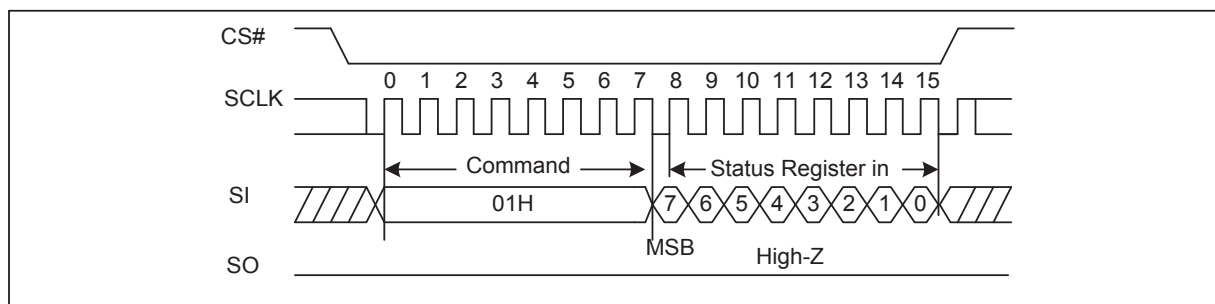 CS#
0 1 2 3 4 5 6 7 8 9 10 11 12 13 14 15
SCLK
Command Status Register in
SI 01H 7 6 5 4 3 2 1 0
MSB High-Z
SO